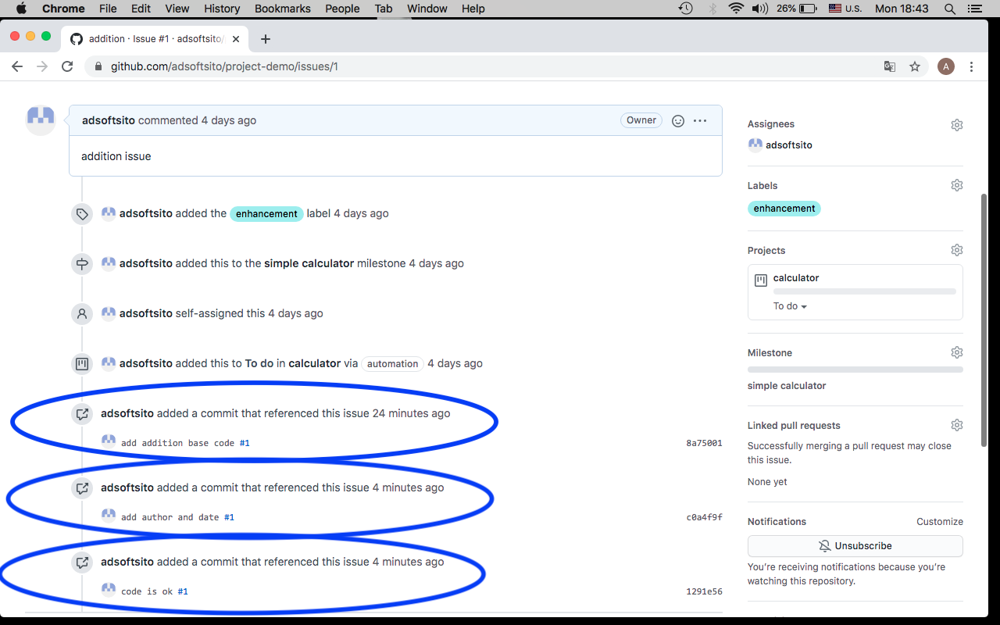 Chrome File Edit View History Bookmarks People Tab Window Help 26% U.S. Mon 18:43
addition · Issue #1 · adsoftsito/
github.com/adsoftsito/project-demo/issues/1 A
adsoftsito commented 4 days ago Owner
addition issue
adsoftsito added the enhancement label 4 days ago
adsoftsito added this to the simple calculator milestone 4 days ago
adsoftsito self-assigned this 4 days ago
adsoftsito added this to To do in calculator via automation 4 days ago
adsoftsito added a commit that referenced this issue 24 minutes ago
add addition base code #1 8a75001
adsoftsito added a commit that referenced this issue 4 minutes ago
add author and date #1 c0a4f9f
adsoftsito added a commit that referenced this issue 4 minutes ago
code is ok #1 1291e56
Assignees
adsoftsito
Labels
enhancement
Projects
calculator
To do
Milestone
simple calculator
Linked pull requests
Successfully merging a pull request may close
this issue.
None yet
Notifications Customize
Unsubscribe
You're receiving notifications because you're
watching this repository.